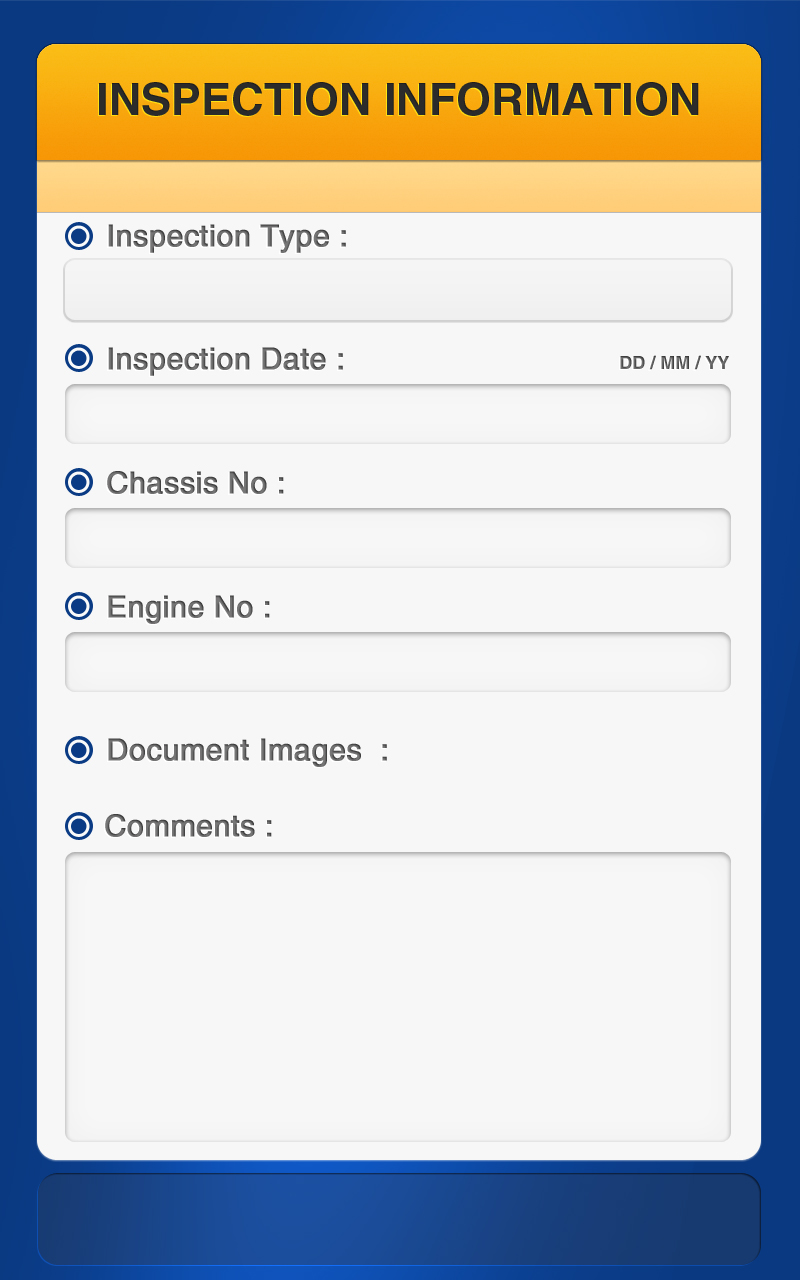 INSPECTION INFORMATION
Inspection Type :
Inspection Date : DD / MM / YY
Chassis No :
Engine No :
Document Images :
Comments :